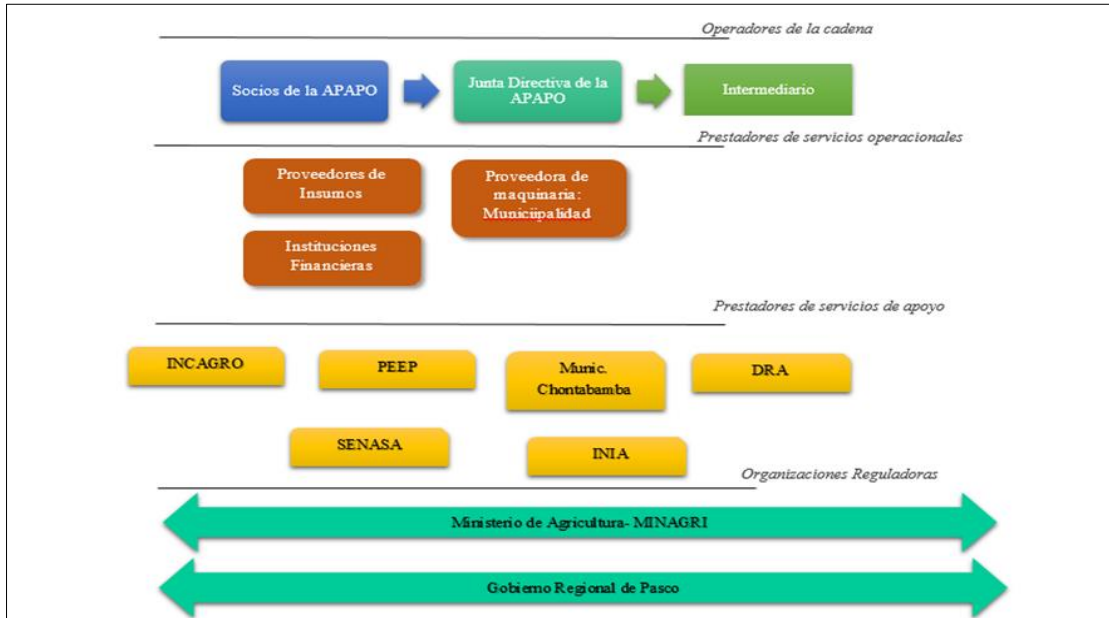 Operadores de la cadena
Socios de la APAPO
Junta Directiva de la
APAPO
Intermediario
Prestadores de servicios operacionales
Proveedores de
Insumos
Proveedora de
maquinaria:
Municiipalidad
Instituciones
Financieras
Prestadores de servicios de apoyo
INCAGRO
PEEP
Munic.
Chontabamba
DRA
SENASA
INIA
Organizaciones Reguladoras
Ministerio de Agricultura- MINAGRI
Gobierno Regional de Pasco